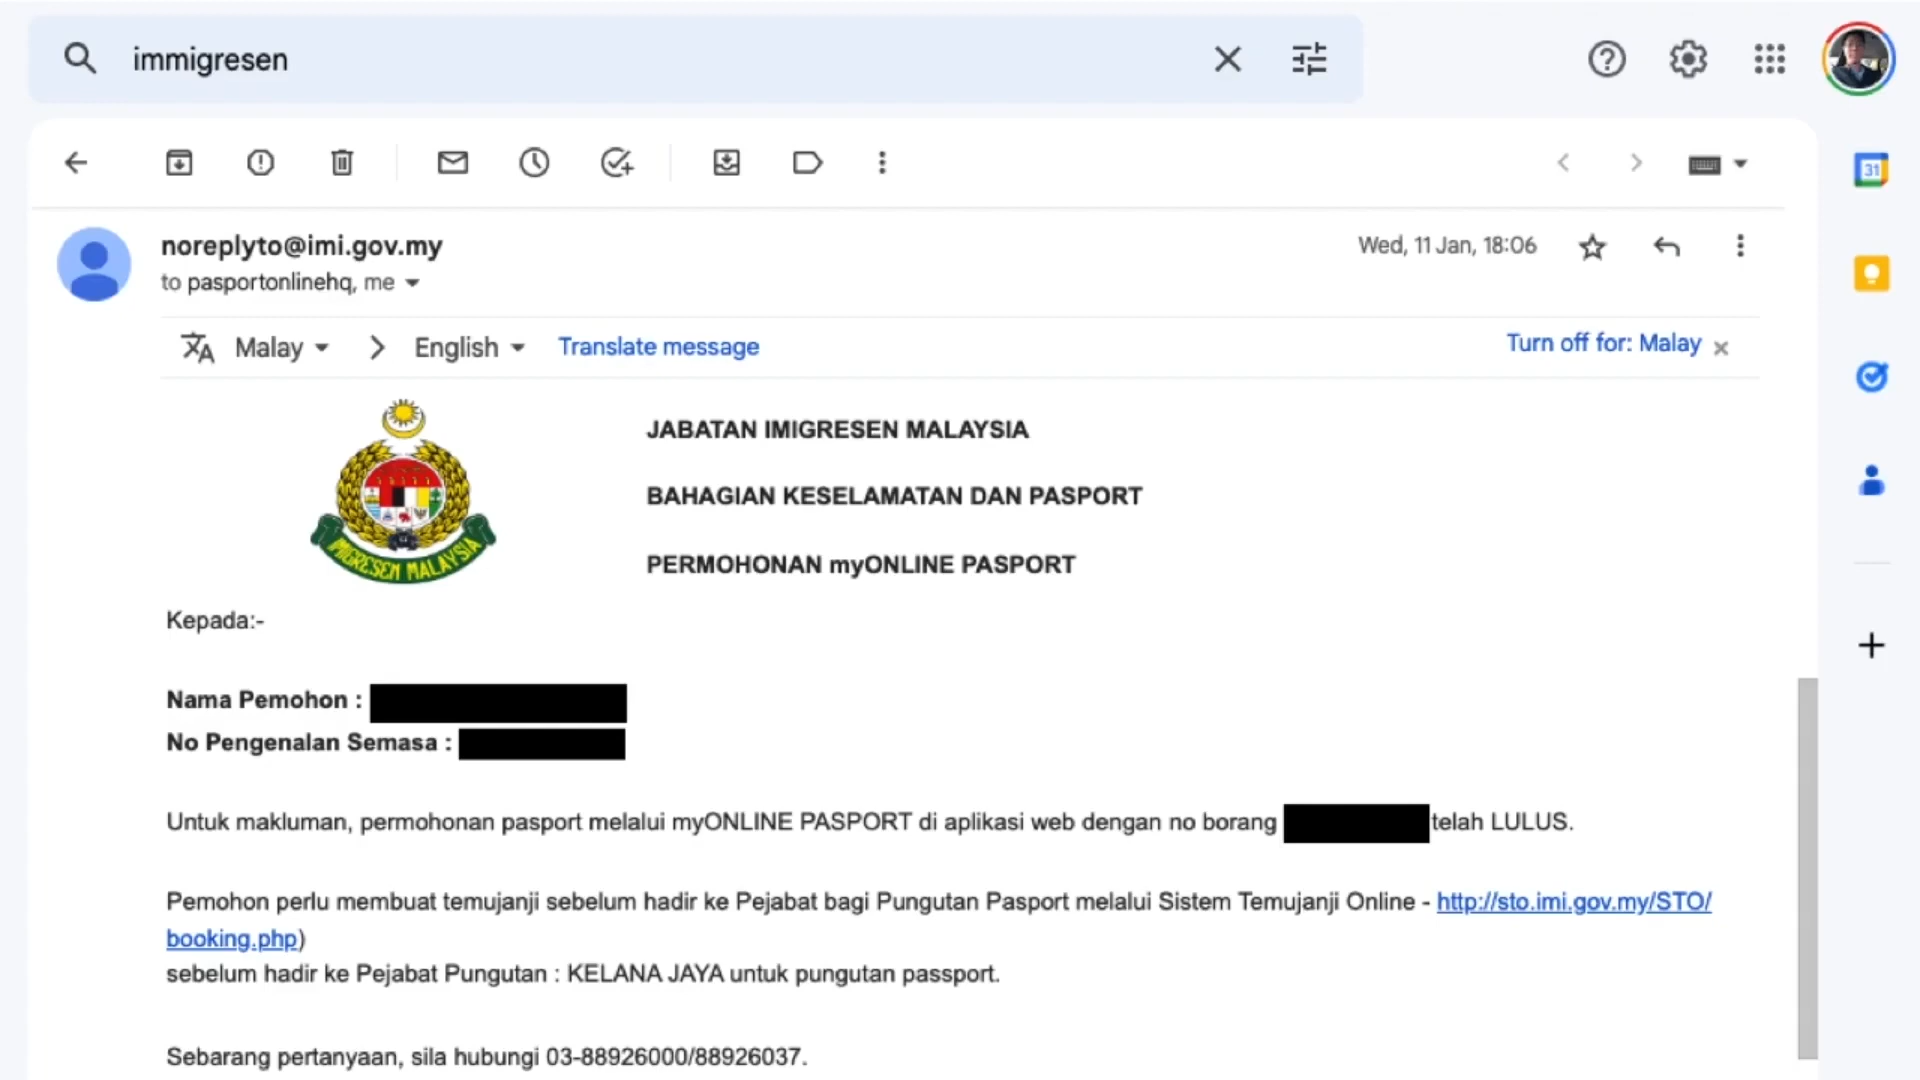 immigresen
noreplyto@imi.gov.my
Wed, 11 Jan, 18:06
to pasportonlinehq, me
Malay
English
Translate message
Turn off for: Malay
31
IMIGRESEN MALAYSIA
JABATAN IMIGRESEN MALAYSIA
BAHAGIAN KESELAMATAN DAN PASPORT
PERMOHONAN myONLINE PASPORT
Kepada:-
Nama Pemohon :
No Pengenalan Semasa :
Untuk makluman, permohonan pasport melalui myONLINE PASPORT di aplikasi web dengan no borang telah LULUS.
Pemohon perlu membuat temujanji sebelum hadir ke Pejabat bagi Pungutan Pasport melalui Sistem Temujanji Online - http://sto.imi.gov.my/STO/
booking.php)
sebelum hadir ke Pejabat Pungutan : KELANA JAYA untuk pungutan passport.
Sebarang pertanyaan, sila hubungi 03-88926000/88926037.